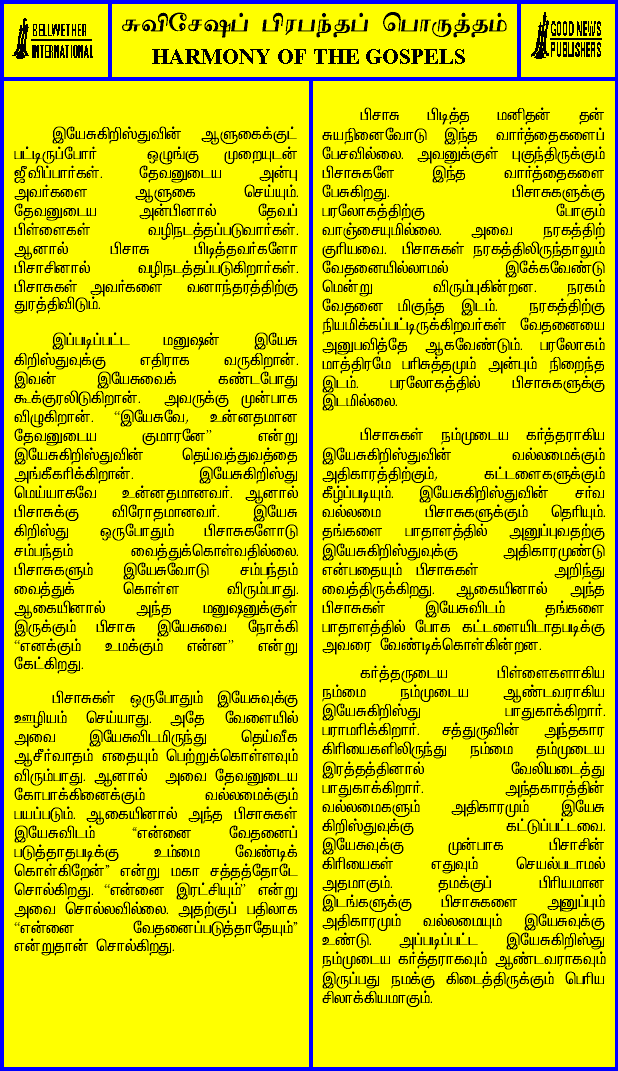 BELLWETHER
INTERNATIONAL
சுவிசேஷப் பிரபந்தப் பொருத்தம்
HARMONY OF THE GOSPELS
GOOD NEWS
PUBLISHERS
இயேசுகிறிஸ்துவின் ஆளுகைக்குட்
பட்டிருப்போர் ஒழுங்கு முறையுடன்
ஜீவிப்பார்கள். தேவனுடைய அன்பு
அவர்களை ஆளுகை செய்யும்.
தேவனுடைய அன்பினால் தேவப்
பிள்ளைகள் வழிநடத்தப்படுவார்கள்.
ஆனால் பிசாசு பிடித்தவர்களோ
பிசாசினால் வழிநடத்தப்படுகிறார்கள்.
பிசாசுகள் அவர்களை வனாந்தரத்திற்கு
துரத்திவிடும்.
இப்படிப்பட்ட மனுஷன் இயேசு
கிறிஸ்துவுக்கு எதிராக வருகிறான்.
இவன் இயேசுவைக் கண்டபோது
கூக்குரலிடுகிறான். அவருக்கு முன்பாக
விழுகிறான். “இயேசுவே, உன்னதமான
தேவனுடைய குமாரனே” என்று
இயேசுகிறிஸ்துவின் தெய்வத்துவத்தை
அங்கீகரிக்கிறான். இயேசுகிறிஸ்து
மெய்யாகவே உன்னதமானவர். ஆனால்
பிசாசுக்கு விரோதமானவர். இயேசு
கிறிஸ்து ஒருபோதும் பிசாசுகளோடு
சம்பந்தம் வைத்துக்கொள்வதில்லை.
பிசாசுகளும் இயேசுவோடு சம்பந்தம்
வைத்துக் கொள்ள விரும்பாது.
ஆகையினால் அந்த மனுஷனுக்குள்
இருக்கும் பிசாசு இயேசுவை நோக்கி
“எனக்கும் உமக்கும் என்ன” என்று
கேட்கிறது.
பிசாசுகள் ஒருபோதும் இயேசுவுக்கு
ஊழியம் செய்யாது. அதே வேளையில்
அவை இயேசுவிடமிருந்து தெய்வீக
ஆசீர்வாதம் எதையும் பெற்றுக்கொள்ளவும்
விரும்பாது. ஆனால் அவை தேவனுடைய
கோபாக்கினைக்கும் வல்லமைக்கும்
பயப்படும். ஆகையினால் அந்த பிசாசுகள்
இயேசுவிடம் “என்னை வேதனைப்
படுத்தாதபடிக்கு உம்மை வேண்டிக்
கொள்கிறேன்” என்று மகா சத்தத்தோடே
சொல்கிறது. “என்னை இரட்சியும்” என்று
அவை சொல்லவில்லை. அதற்குப் பதிலாக
“என்னை வேதனைப்படுத்தாதேயும்”
என்றுதான் சொல்கிறது.
பிசாசு பிடித்த மனிதன் தன்
சுயநினைவோடு இந்த வார்த்தைகளைப்
பேசவில்லை. அவனுக்குள் புகுந்திருக்கும்
பிசாசுகளே இந்த வார்த்தைகளை
பேசுகிறது. பிசாசுகளுக்கு
பரலோகத்திற்கு போகும்
வாஞ்சையுமில்லை. அவை நரகத்திற்
குரியவை. பிசாசுகள் நரகத்திலிருந்தாலும்
வேதனையில்லாமல் இக்கேவேண்டு
மென்று விரும்புகின்றன. நரகம்
வேதனை மிகுந்த இடம். நரகத்திற்கு
நியமிக்கப்பட்டிருக்கிறவர்கள் வேதனையை
அனுபவித்தே ஆகவேண்டும். பரலோகம்
மாத்திரமே பரிசுத்தமும் அன்பும் நிறைந்த
இடம். பரலோகத்தில் பிசாசுகளுக்கு
இடமில்லை.
பிசாசுகள் நம்முடைய கர்த்தராகிய
இயேசுகிறிஸ்துவின் வல்லமைக்கும்
அதிகாரத்திற்கும், கட்டளைகளுக்கும்
கீழ்ப்படியும். இயேசுகிறிஸ்துவின் சர்வ
வல்லமை பிசாசுகளுக்கும் தெரியும்.
தங்களை பாதாளத்தில் அனுப்புவதற்கு
இயேசுகிறிஸ்துவுக்கு அதிகாரமுண்டு
என்பதையும் பிசாசுகள் அறிந்து
வைத்திருக்கிறது. ஆகையினால் அந்த
பிசாசுகள் இயேசுவிடம் தங்களை
பாதாளத்தில் போக கட்டளையிடாதபடிக்கு
அவரை வேண்டிக்கொள்கின்றன.
கர்த்தருடைய பிள்ளைகளாகிய
நம்மை நம்முடைய ஆண்டவராகிய
இயேசுகிறிஸ்து பாதுகாக்கிறார்.
பராமரிக்கிறார். சத்துருவின் அந்தகார
கிரியைகளிலிருந்து நம்மை தம்முடைய
இரத்தத்தினால் வேலியடைத்து
பாதுகாக்கிறார். அந்தகாரத்தின்
வல்லமைகளும் அதிகாரமும் இயேசு
கிறிஸ்துவுக்கு கட்டுப்பட்டவை.
இயேசுவுக்கு முன்பாக பிசாசின்
கிரியைகள் எதுவும் செயல்படாமல்
அதமாகும். தமக்குப் பிரியமான
இடங்களுக்கு பிசாசுகளை அனுப்பும்
அதிகாரமும் வல்லமையும் இயேசுவுக்கு
உண்டு. அப்படிப்பட்ட இயேசுகிறிஸ்து
நம்முடைய கர்த்தராகவும் ஆண்டவராகவும்
இருப்பது நமக்கு கிடைத்திருக்கும் பெரிய
சிலாக்கியமாகும்.